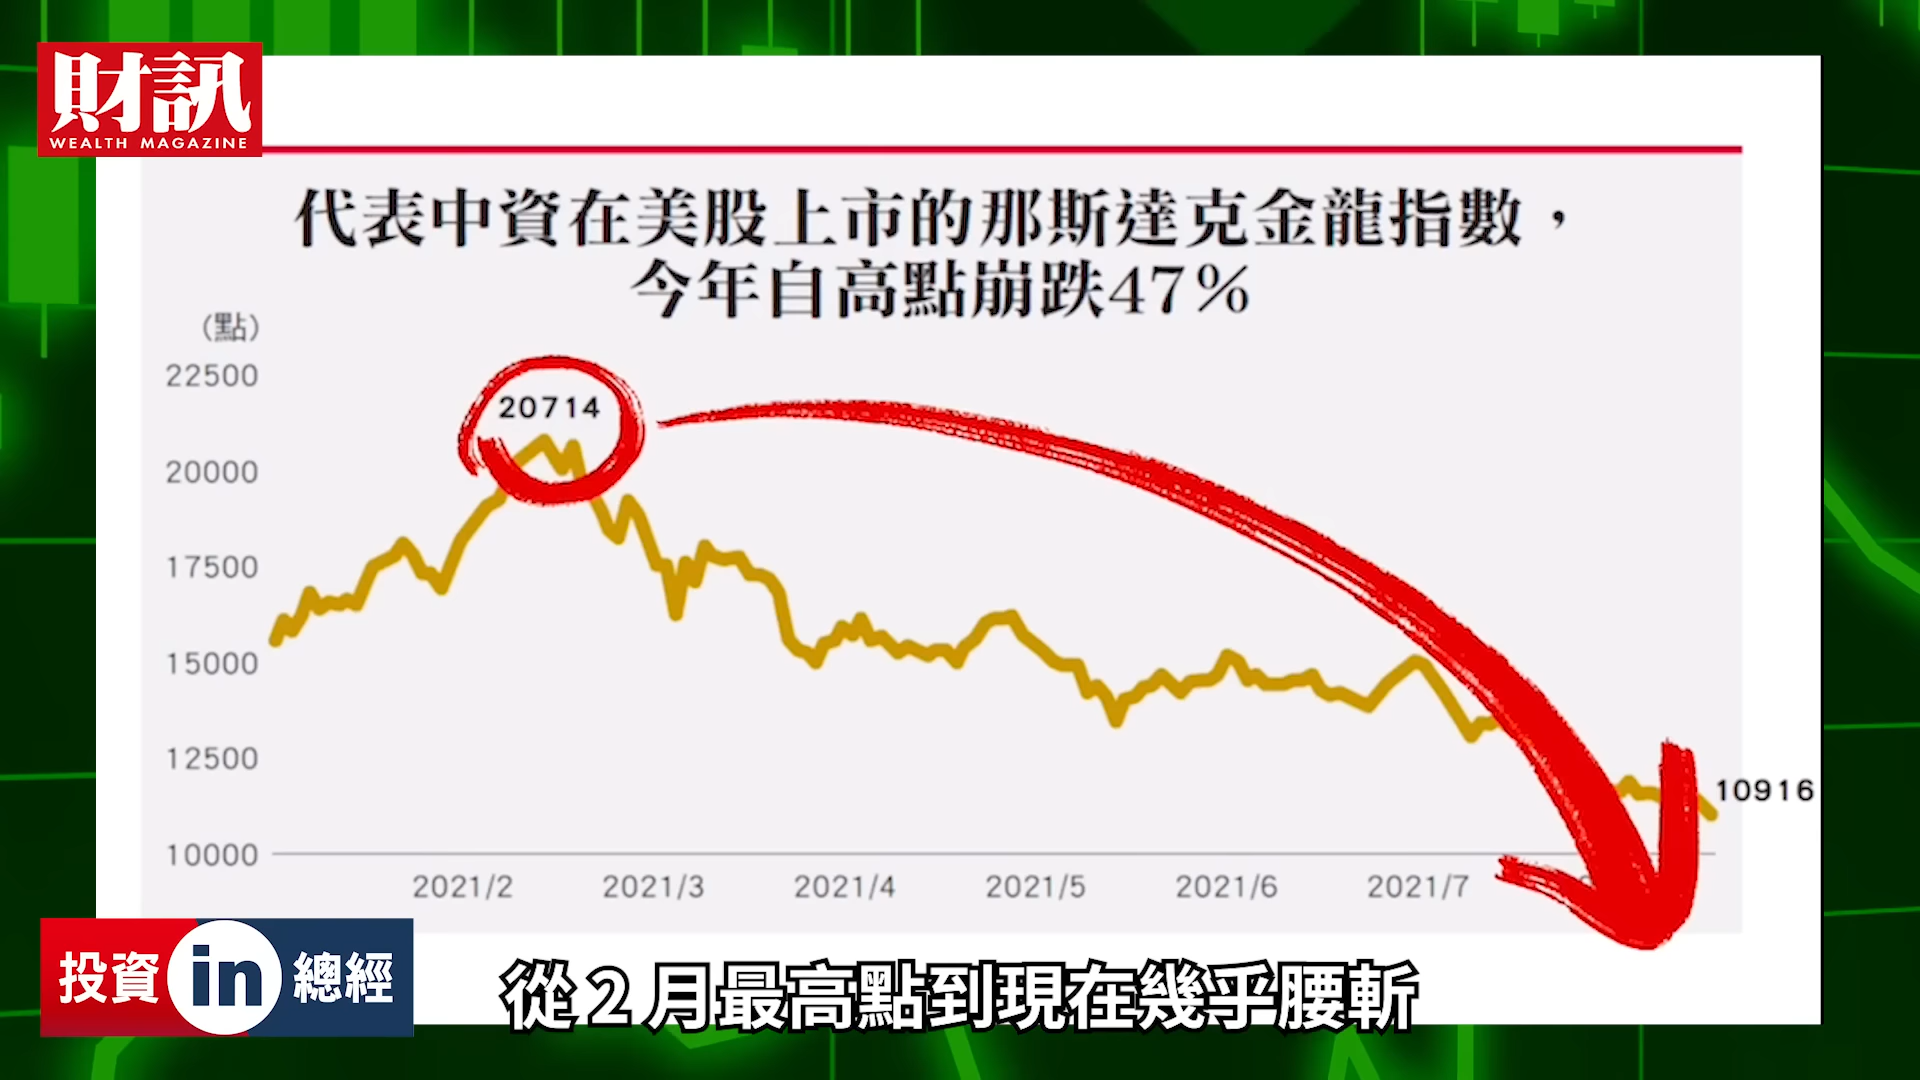 財訊
WEALTH MAGAZINE
代表中資在美股上市的那斯達克金龍指數，
今年自高點崩跌47%
（點）
22500
20714
20000
17500
15000
12500
10916
10000
2021/2 2021/3 2021/4 2021/5 2021/6 2021/7
投資 in 總經
從2月最高點到現在幾乎腰斬